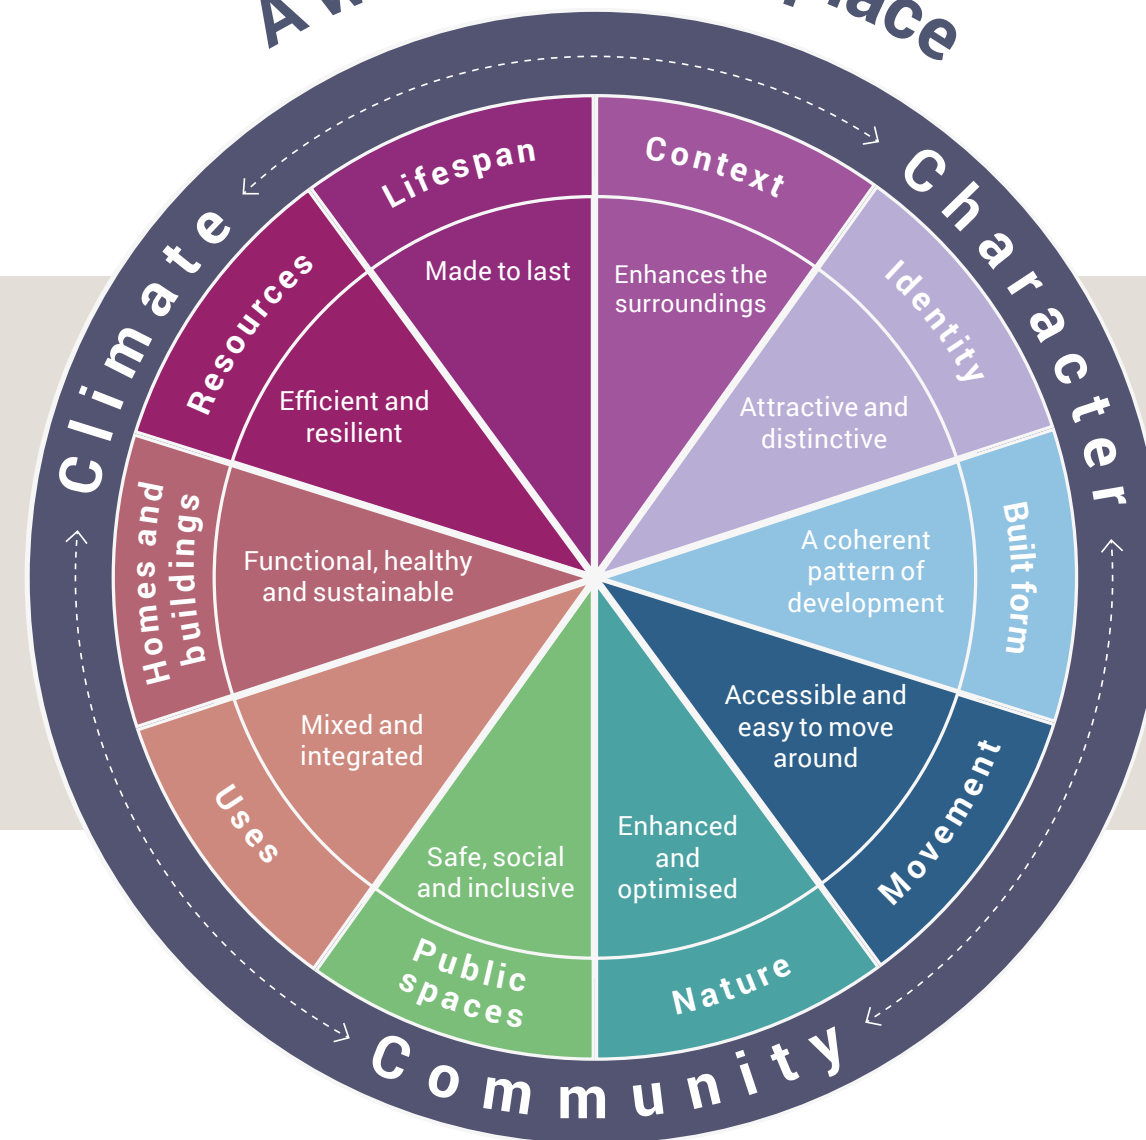 Climate
Character
Community
Context
Enhances the
surroundings
Identity
Attractive and
distinctive
Built form
A coherent
pattern of
development
Movement
Accessible and
easy to move
around
Nature
Enhanced
and
optimised
Public
spaces
Safe, social
and inclusive
Uses
Mixed and
integrated
Homes and
buildings
Functional, healthy
and sustainable
Resources
Efficient and
resilient
Lifespan
Made to last